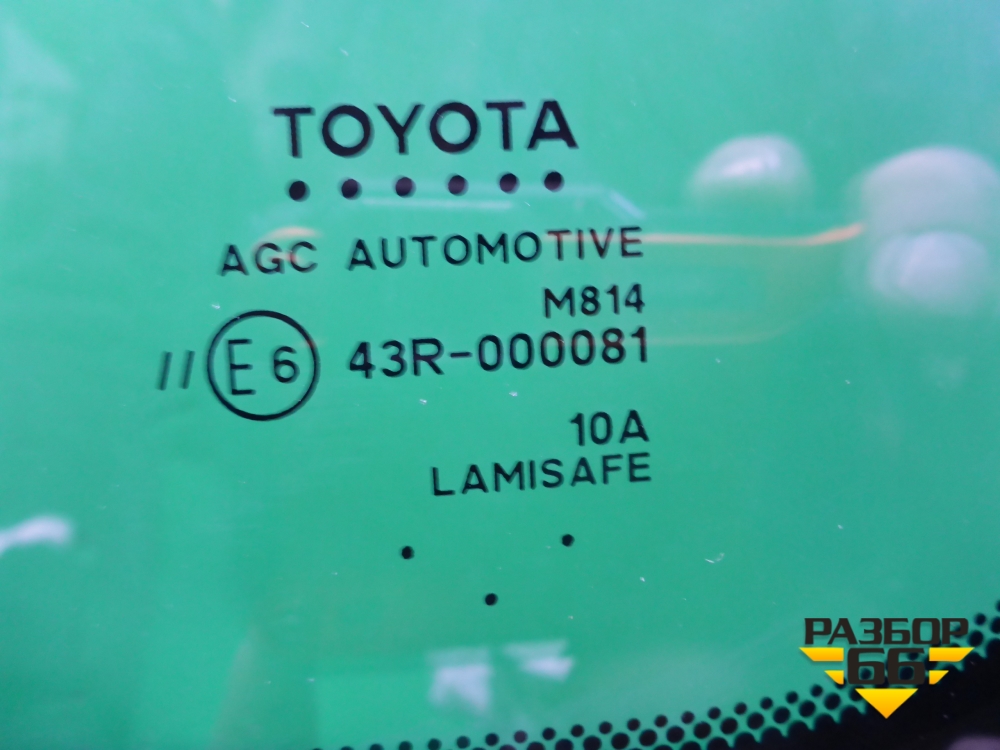 TOYOTA
AGC AUTOMOTIVE
M814
II E6 43R-000081
10A
LAMISAFE
РАЗБОР
66